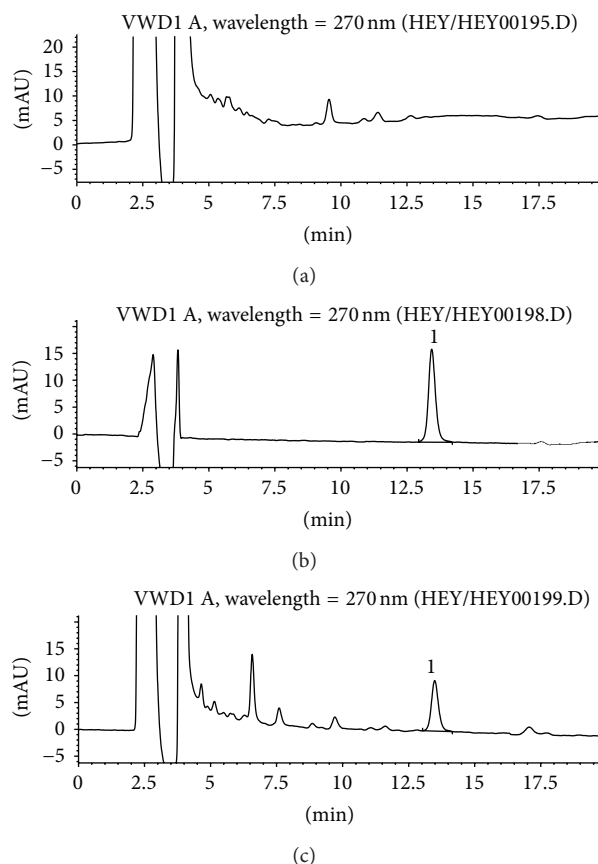 VWD1 A, wavelength = 270 nm (HEY/HEY00195.D)
20
15
10
5
0
−5
(mAU)
0 2.5 5 7.5 10 12.5 15 17.5
(min)
(a)
VWD1 A, wavelength = 270 nm (HEY/HEY00198.D)
1
15
10
5
0
−5
(mAU)
0 2.5 5 7.5 10 12.5 15 17.5
(min)
(b)
VWD1 A, wavelength = 270 nm (HEY/HEY00199.D)
1
15
10
5
0
−5
(mAU)
0 2.5 5 7.5 10 12.5 15 17.5
(min)
(c)